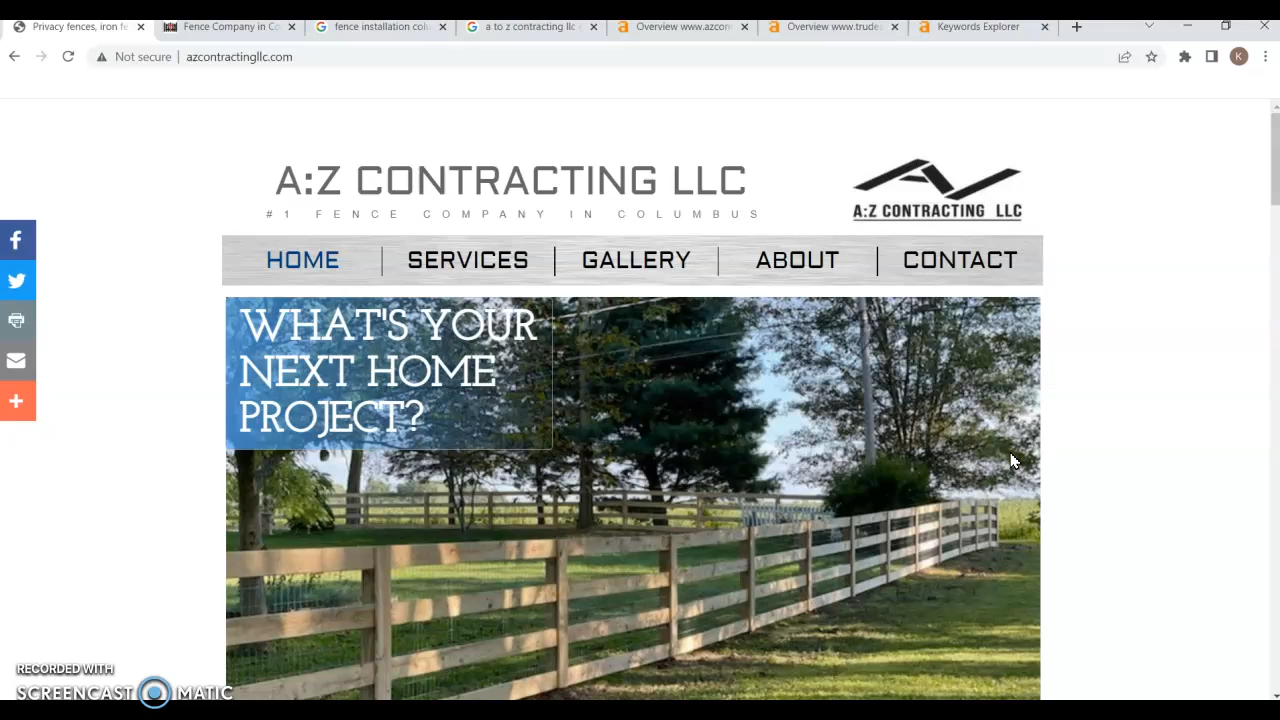 Privacy fences, iron fe
Fence Company in Co
fence installation colu
a to z contracting llc -
Overview www.azcon
Overview www.trudes
Keywords Explorer
Not secure
azcontractingllc.com
K
A:Z CONTRACTING LLC
#1 FENCE COMPANY IN COLUMBUS
A:Z CONTRACTING LLC
HOME
SERVICES
GALLERY
ABOUT
CONTACT
WHAT'S YOUR
NEXT HOME
PROJECT?
RECORDED WITH
SCREENCAST MATIC